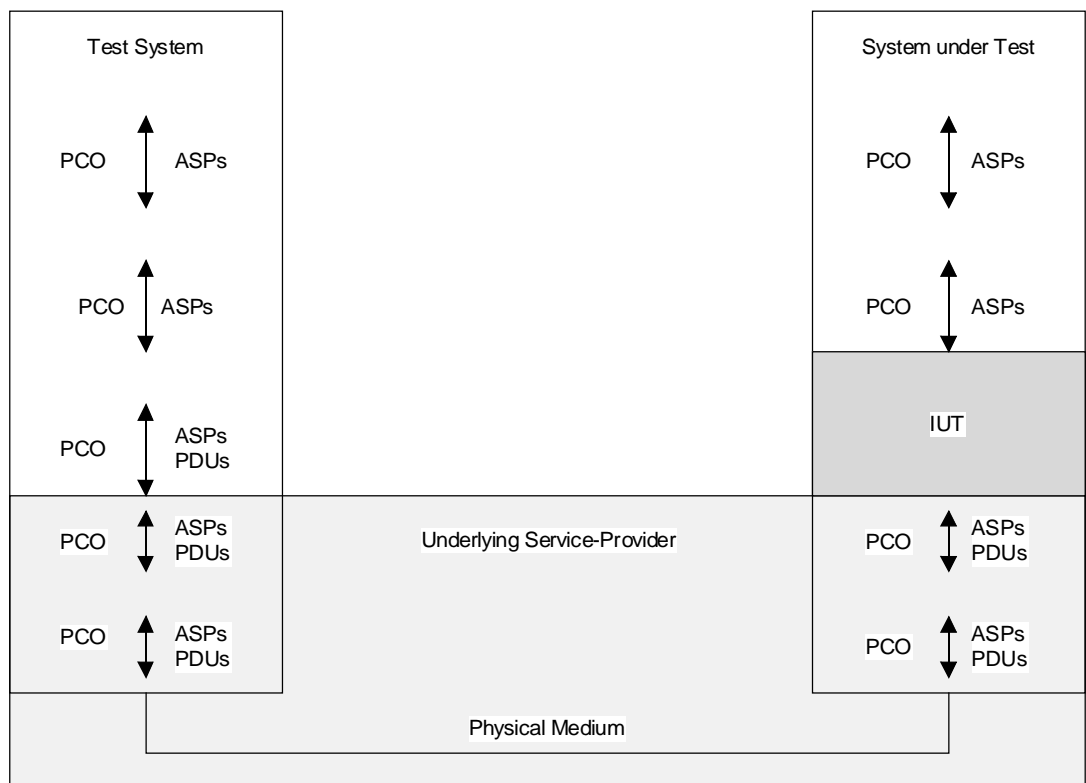 Test System
System under Test
PCO
ASPs
PCO
ASPs
PCO
ASPs
PCO
ASPs
PCO
ASPs
PDUs
IUT
PCO
ASPs
PDUs
Underlying Service-Provider
PCO
ASPs
PDUs
PCO
ASPs
PDUs
PCO
ASPs
PDUs
Physical Medium